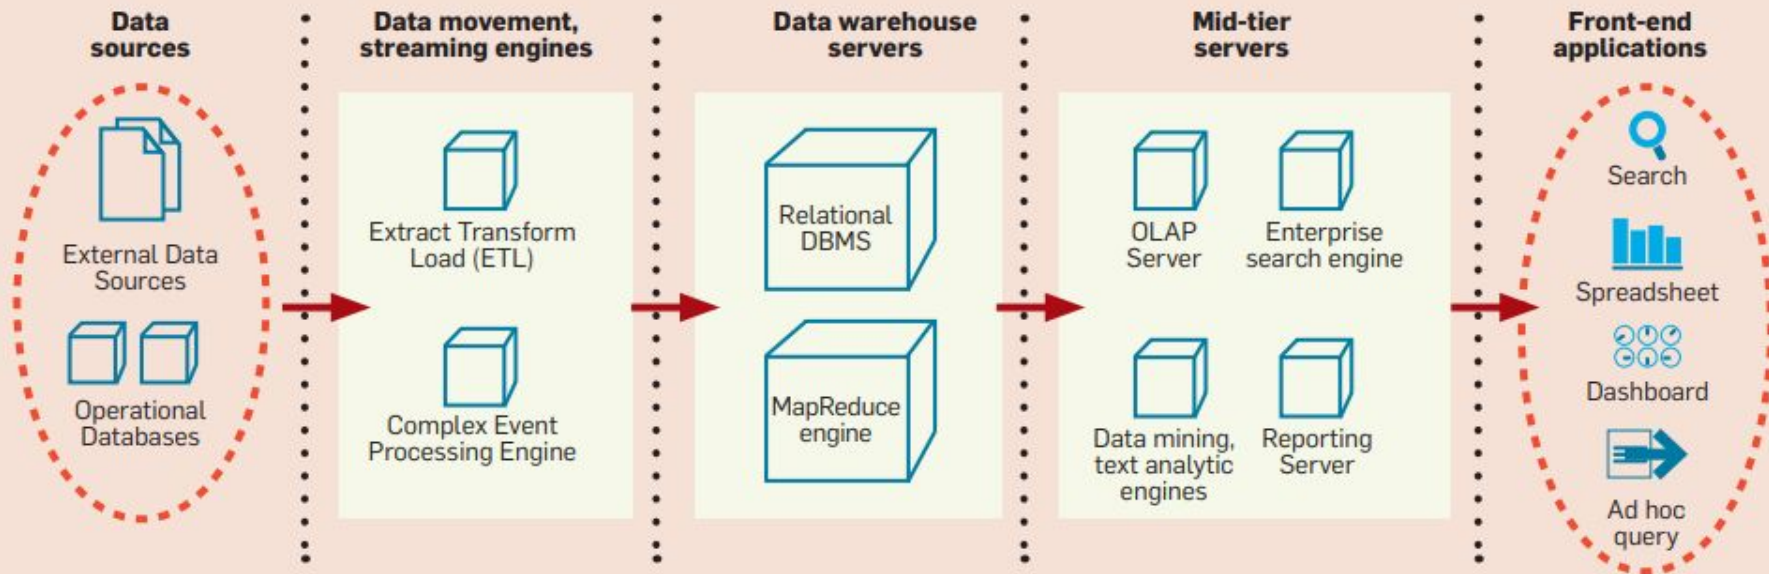 Data
sources
Data movement,
streaming engines
Data warehouse
servers
Mid-tier
servers
Front-end
applications
External Data
Sources
Operational
Databases
Extract Transform
Load (ETL)
Complex Event
Processing Engine
Relational
DBMS
MapReduce
engine
OLAP
Server
Enterprise
search engine
Data mining,
text analytic
engines
Reporting
Server
Search
Spreadsheet
Dashboard
Ad hoc
query